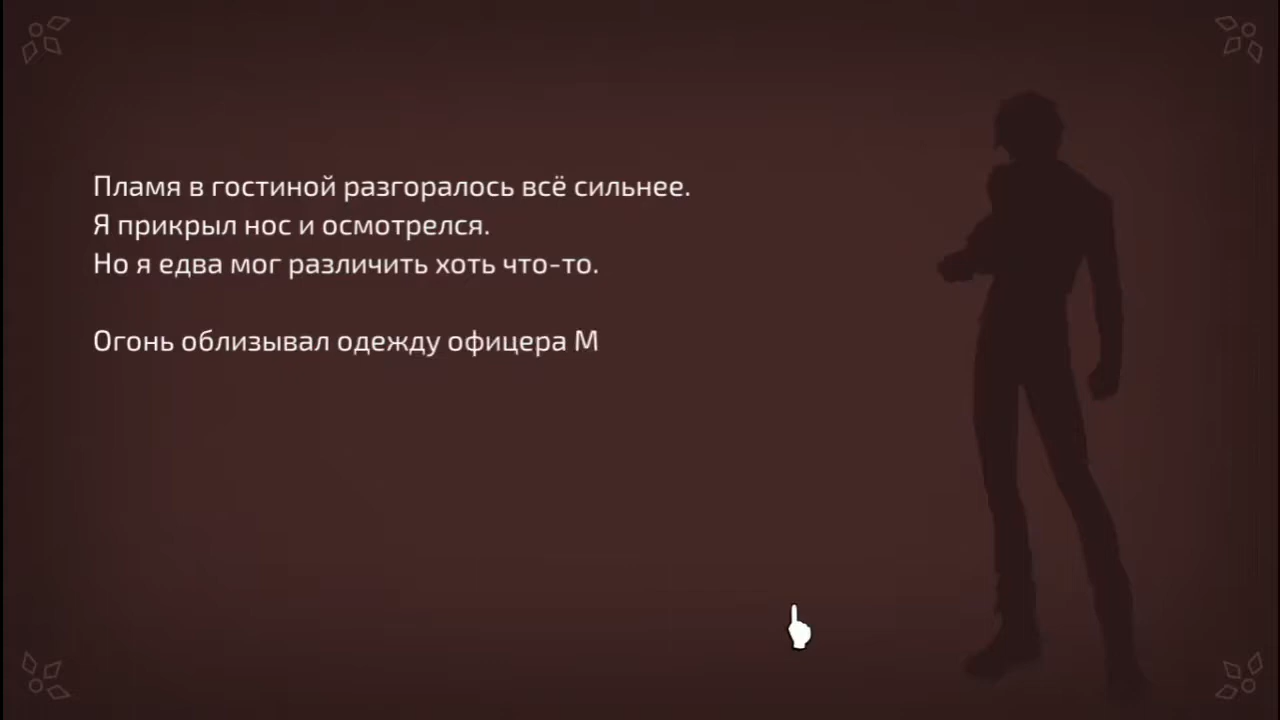 Пламя в гостиной разгоралось всё сильнее.
Я прикрыл нос и осмотрелся.
Но я едва мог различить хоть что-то.
Огонь облизывал одежду офицера М